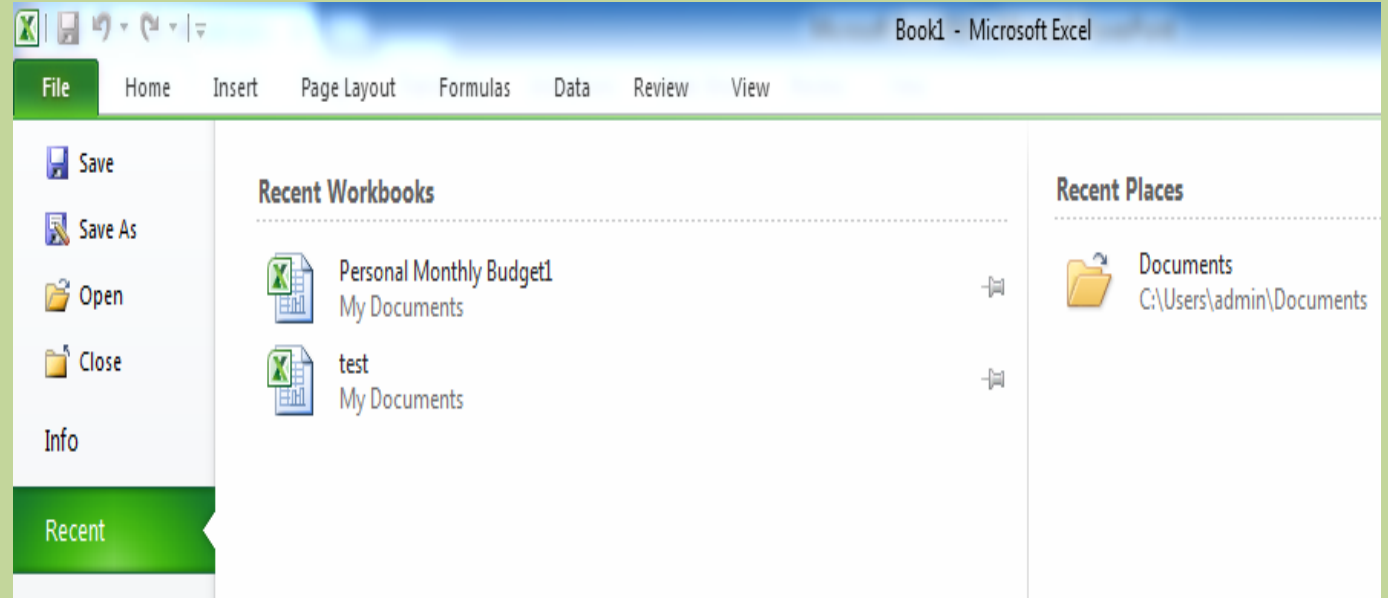 Book1 - Microsoft Excel
File Home Insert Page Layout Formulas Data Review View
Save
Save As
Open
Close
Info
Recent
Recent Workbooks
Personal Monthly Budget1
My Documents
test
My Documents
Recent Places
Documents
C:\Users\admin\Documents